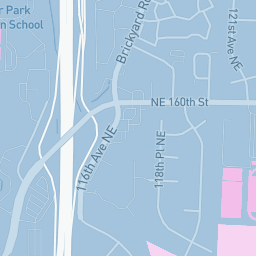 r Park
n School
Brickyard Rd
121st Ave NE
NE 160th St
116th Ave NE
118th Pl NE